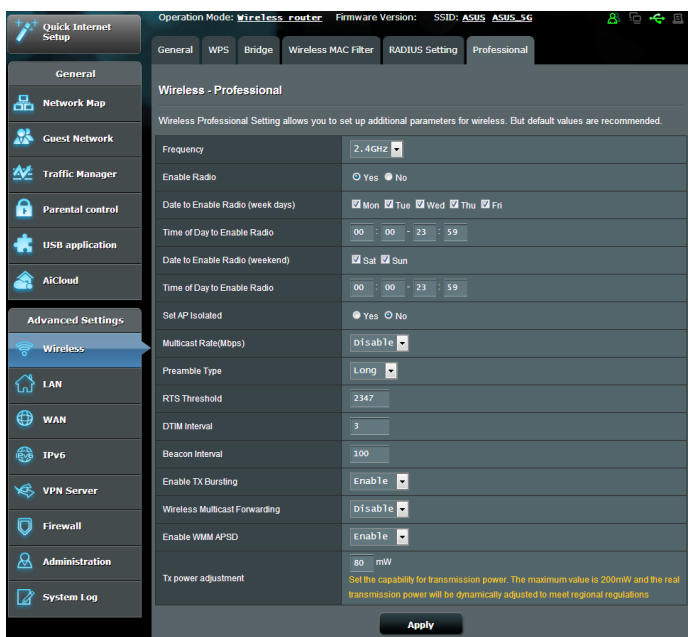 Operation Mode: Wireless router Firmware Version: SSID: ASUS ASUS_5G
Quick Internet
Setup
General WPS Bridge Wireless MAC Filter RADIUS Setting Professional
General
Network Map
Guest Network
Traffic Manager
Parental control
USB application
AiCloud
Advanced Settings
Wireless
LAN
WAN
IPv6
VPN Server
Firewall
Administration
System Log
Wireless - Professional
Wireless Professional Setting allows you to set up additional parameters for wireless. But default values are recommended.
Frequency 2.4GHz
Enable Radio Yes No
Date to Enable Radio (week days) Mon Tue Wed Thu Fri
Time of Day to Enable Radio 00 : 00 - 23 : 59
Date to Enable Radio (weekend) Sat Sun
Time of Day to Enable Radio 00 : 00 - 23 : 59
Set AP Isolated Yes No
Multicast Rate(Mbps) Disable
Preamble Type Long
RTS Threshold 2347
DTIM Interval 3
Beacon Interval 100
Enable TX Bursting Enable
Wireless Multicast Forwarding Disable
Enable WMM APSD Enable
Tx power adjustment 80 mW
Set the capability for transmission power. The maximum value is 200mW and the real
transmission power will be dynamically adjusted to meet regional regulations
Apply